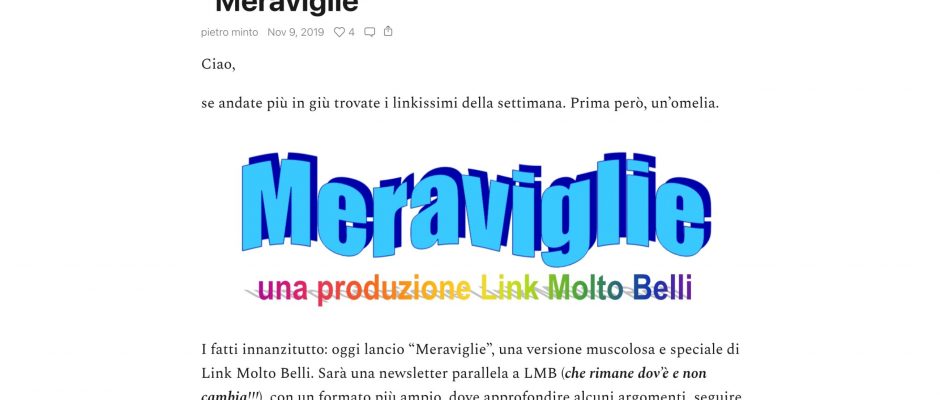 "Meraviglie"
pietro minto Nov 9, 2019 4
Ciao,
se andate più in giù trovate i linkissimi della settimana. Prima però, un’omelia.
Meraviglie
una produzione Link Molto Belli
I fatti innanzitutto: oggi lancio “Meraviglie”, una versione muscolosa e speciale di
Link Molto Belli. Sarà una newsletter parallela a LMB (che rimane dov’è e non
cambia!!!), con un formato più ampio, dove approfondire alcuni argomenti, seguire